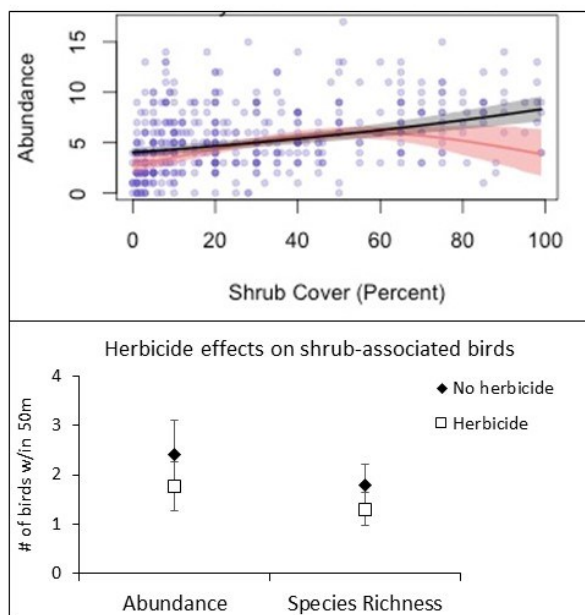 Abundance
15
10
5
0
0 20 40 60 80 100
Shrub Cover (Percent)
Herbicide effects on shrub-associated birds
# of birds w/in 50m
4
3
2
1
0
No herbicide
Herbicide
Abundance Species Richness